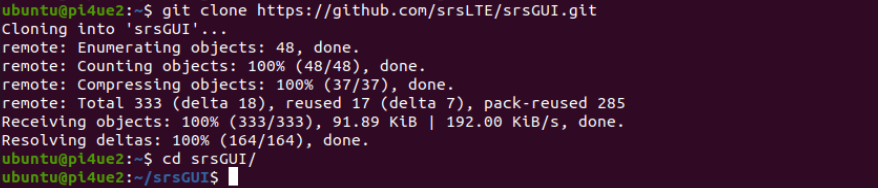 ubuntu@pi4ue2:~$ git clone https://github.com/srsLTE/srsGUI.git
Cloning into 'srsGUI'...
remote: Enumerating objects: 48, done.
remote: Counting objects: 100% (48/48), done.
remote: Compressing objects: 100% (37/37), done.
remote: Total 333 (delta 18), reused 17 (delta 7), pack-reused 285
Receiving objects: 100% (333/333), 91.89 KiB | 192.00 KiB/s, done.
Resolving deltas: 100% (164/164), done.
ubuntu@pi4ue2:~$ cd srsGUI/
ubuntu@pi4ue2:~/srsGUI$